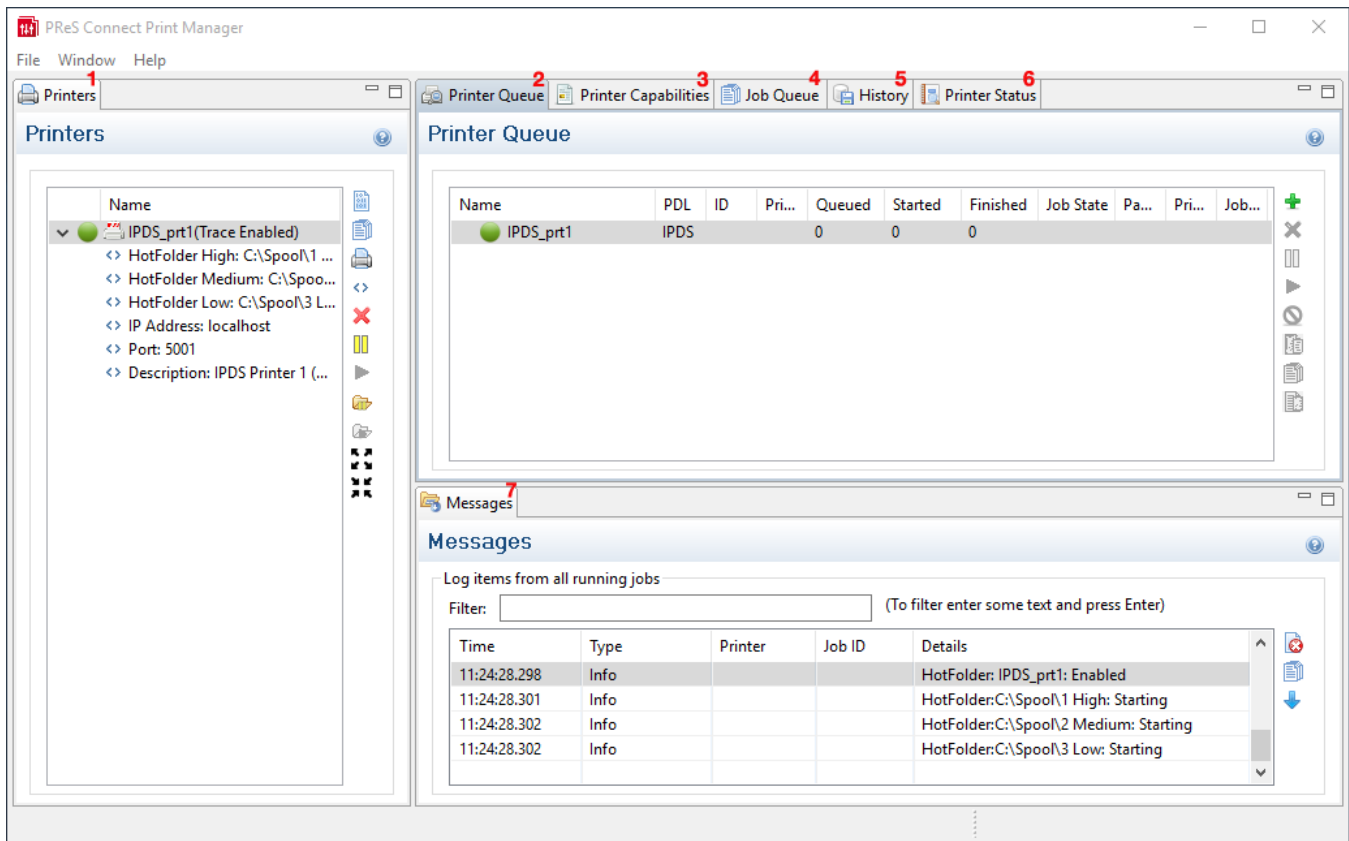 PReS Connect Print Manager
File Window Help
1
Printers
2
Printer Queue
3
Printer Capabilities
4
Job Queue
5
History
6
Printer Status
Printers
Name
IPDS_prt1(Trace Enabled)
HotFolder High: C:\Spool\1 ...
HotFolder Medium: C:\Spoo...
HotFolder Low: C:\Spool\3 L...
IP Address: localhost
Port: 5001
Description: IPDS Printer 1 (...
Printer Queue
Name PDL ID Pri... Queued Started Finished Job State Pa... Pri... Job...
IPDS_prt1 IPDS 0 0 0
7
Messages
Messages
Log items from all running jobs
Filter: (To filter enter some text and press Enter)
Time Type Printer Job ID Details
11:24:28.298 Info HotFolder: IPDS_prt1: Enabled
11:24:28.301 Info HotFolder:C:\Spool\1 High: Starting
11:24:28.302 Info HotFolder:C:\Spool\2 Medium: Starting
11:24:28.302 Info HotFolder:C:\Spool\3 Low: Starting